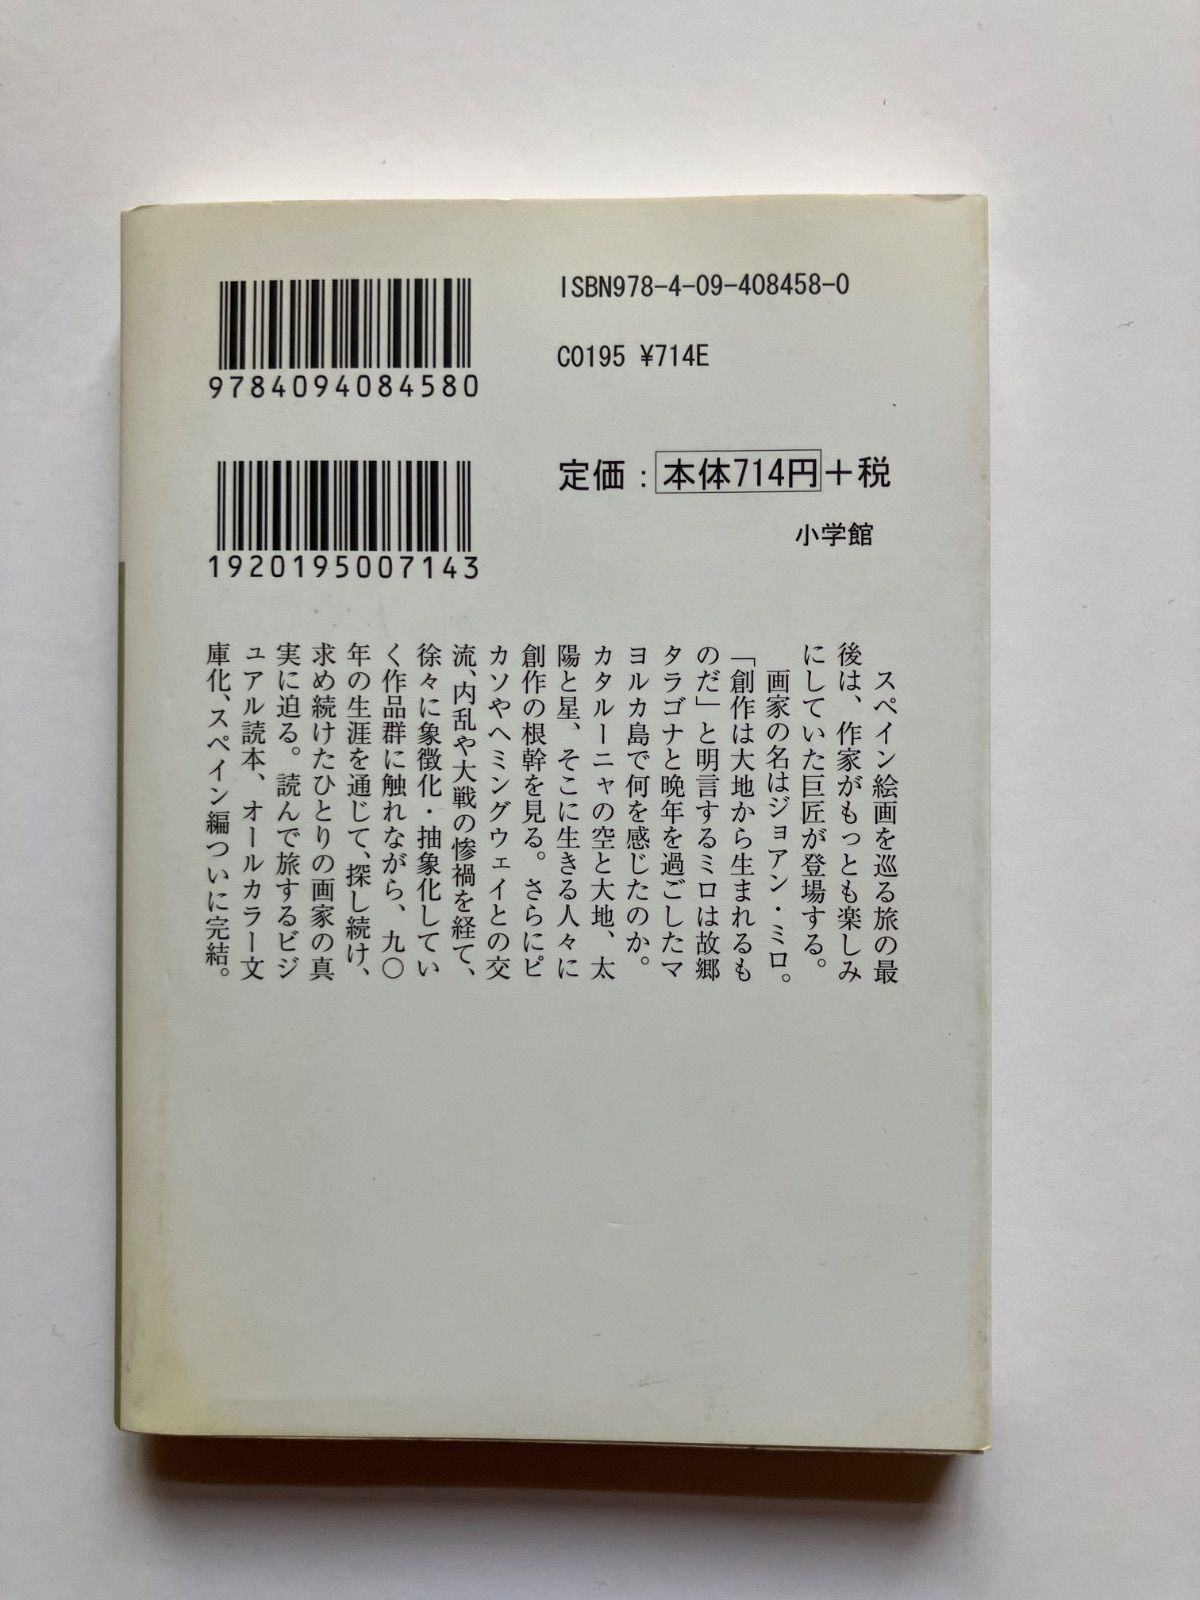 ISBN978-4-09-408458-0
9784094084580
C0195 ¥714E
定価：本体714円＋税
小学館
1920195007143
スペイン絵画を巡る旅の最
後は、作家がもっとも楽しみ
にしていた巨匠が登場する。
画家の名はジョアン・ミロ。
「創作は大地から生まれるも
のだ」と明言するミロは故郷
タラゴナと晩年を過ごしたマ
ヨルカ島で何を感じたのか。
カタルーニャの空と大地、太
陽と星、そこに生きる人々に
創作の根幹を見る。さらにピ
カソやヘミングウェイとの交
流、内乱や大戦の惨禍を経て、
徐々に象徴化・抽象化してい
く作品群に触れながら、九〇
年の生涯を通じて、探し続け、
求め続けたひとりの画家の真
実に迫る。読んで旅するビジ
ュアル読本、オールカラー文
庫化、スペイン編ついに完結。